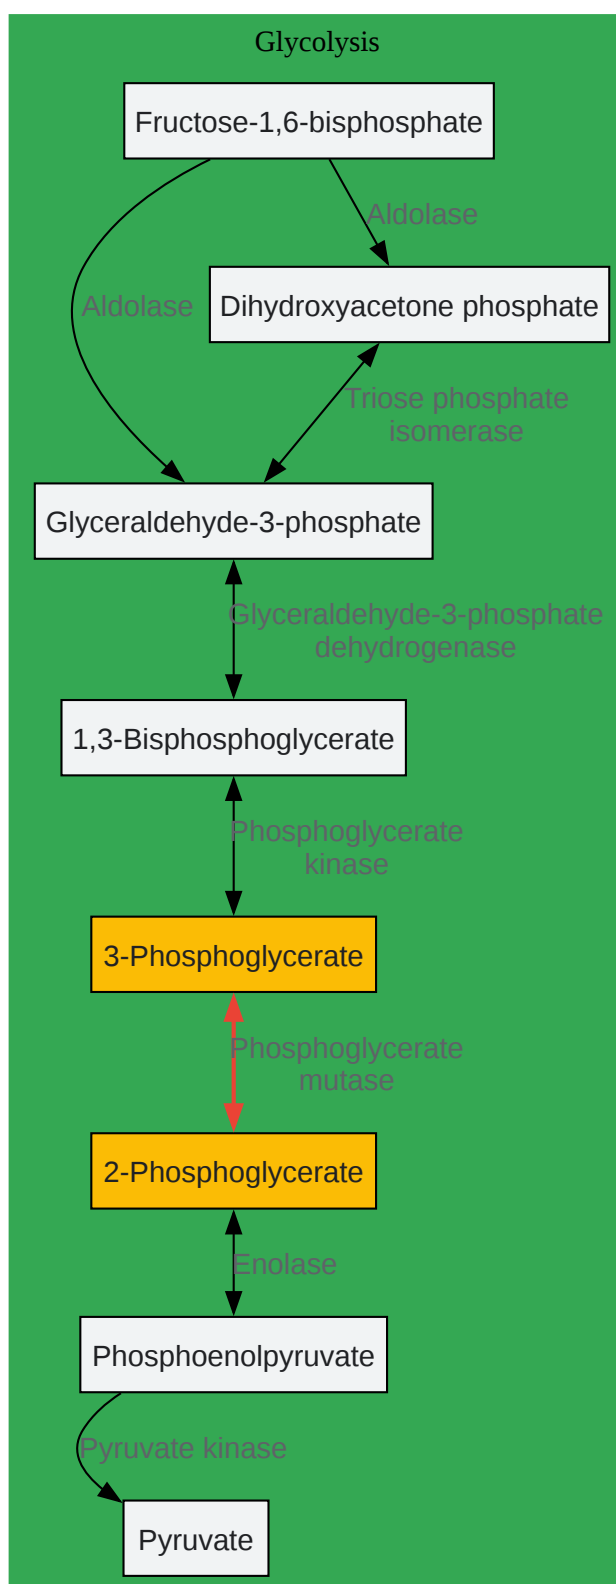 Glycolysis
Fructose-1,6-bisphosphate
Aldolase
Dihydroxyacetone phosphate
Aldolase
Triose phosphate
isomerase
Glyceraldehyde-3-phosphate
Glyceraldehyde-3-phosphate
dehydrogenase
1,3-Bisphosphoglycerate
Phosphoglycerate
kinase
3-Phosphoglycerate
Phosphoglycerate
mutase
2-Phosphoglycerate
Enolase
Phosphoenolpyruvate
Pyruvate kinase
Pyruvate